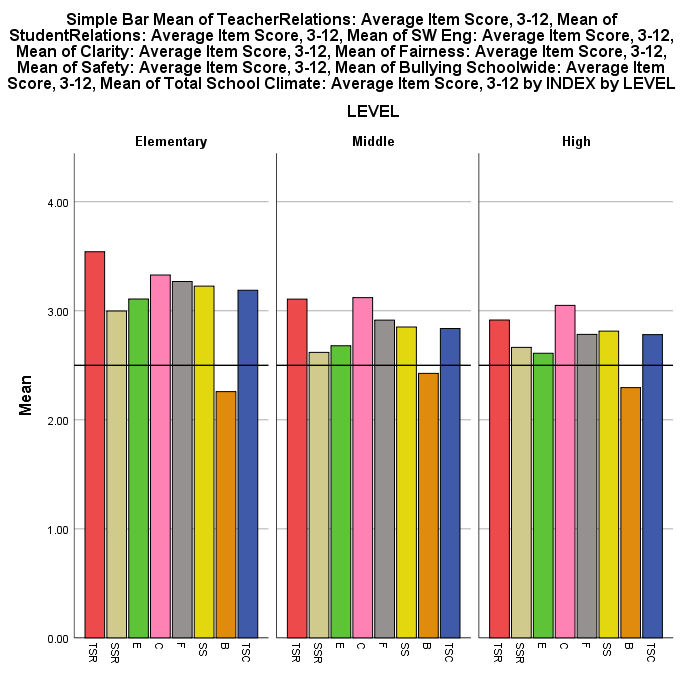 Simple Bar Mean of TeacherRelations: Average Item Score, 3-12, Mean of
StudentRelations: Average Item Score, 3-12, Mean of SW Eng: Average Item Score, 3-12,
Mean of Clarity: Average Item Score, 3-12, Mean of Fairness: Average Item Score, 3-12,
Mean of Safety: Average Item Score, 3-12, Mean of Bullying Schoolwide: Average Item
Score, 3-12, Mean of Total School Climate: Average Item Score, 3-12 by INDEX by LEVEL
LEVEL
Elementary Middle High
4.00
3.00
2.00
1.00
0.00
Mean
TSR SSR E C F SS B TSC TSR SSR E C F SS B TSC TSR SSR E C F SS B TSC